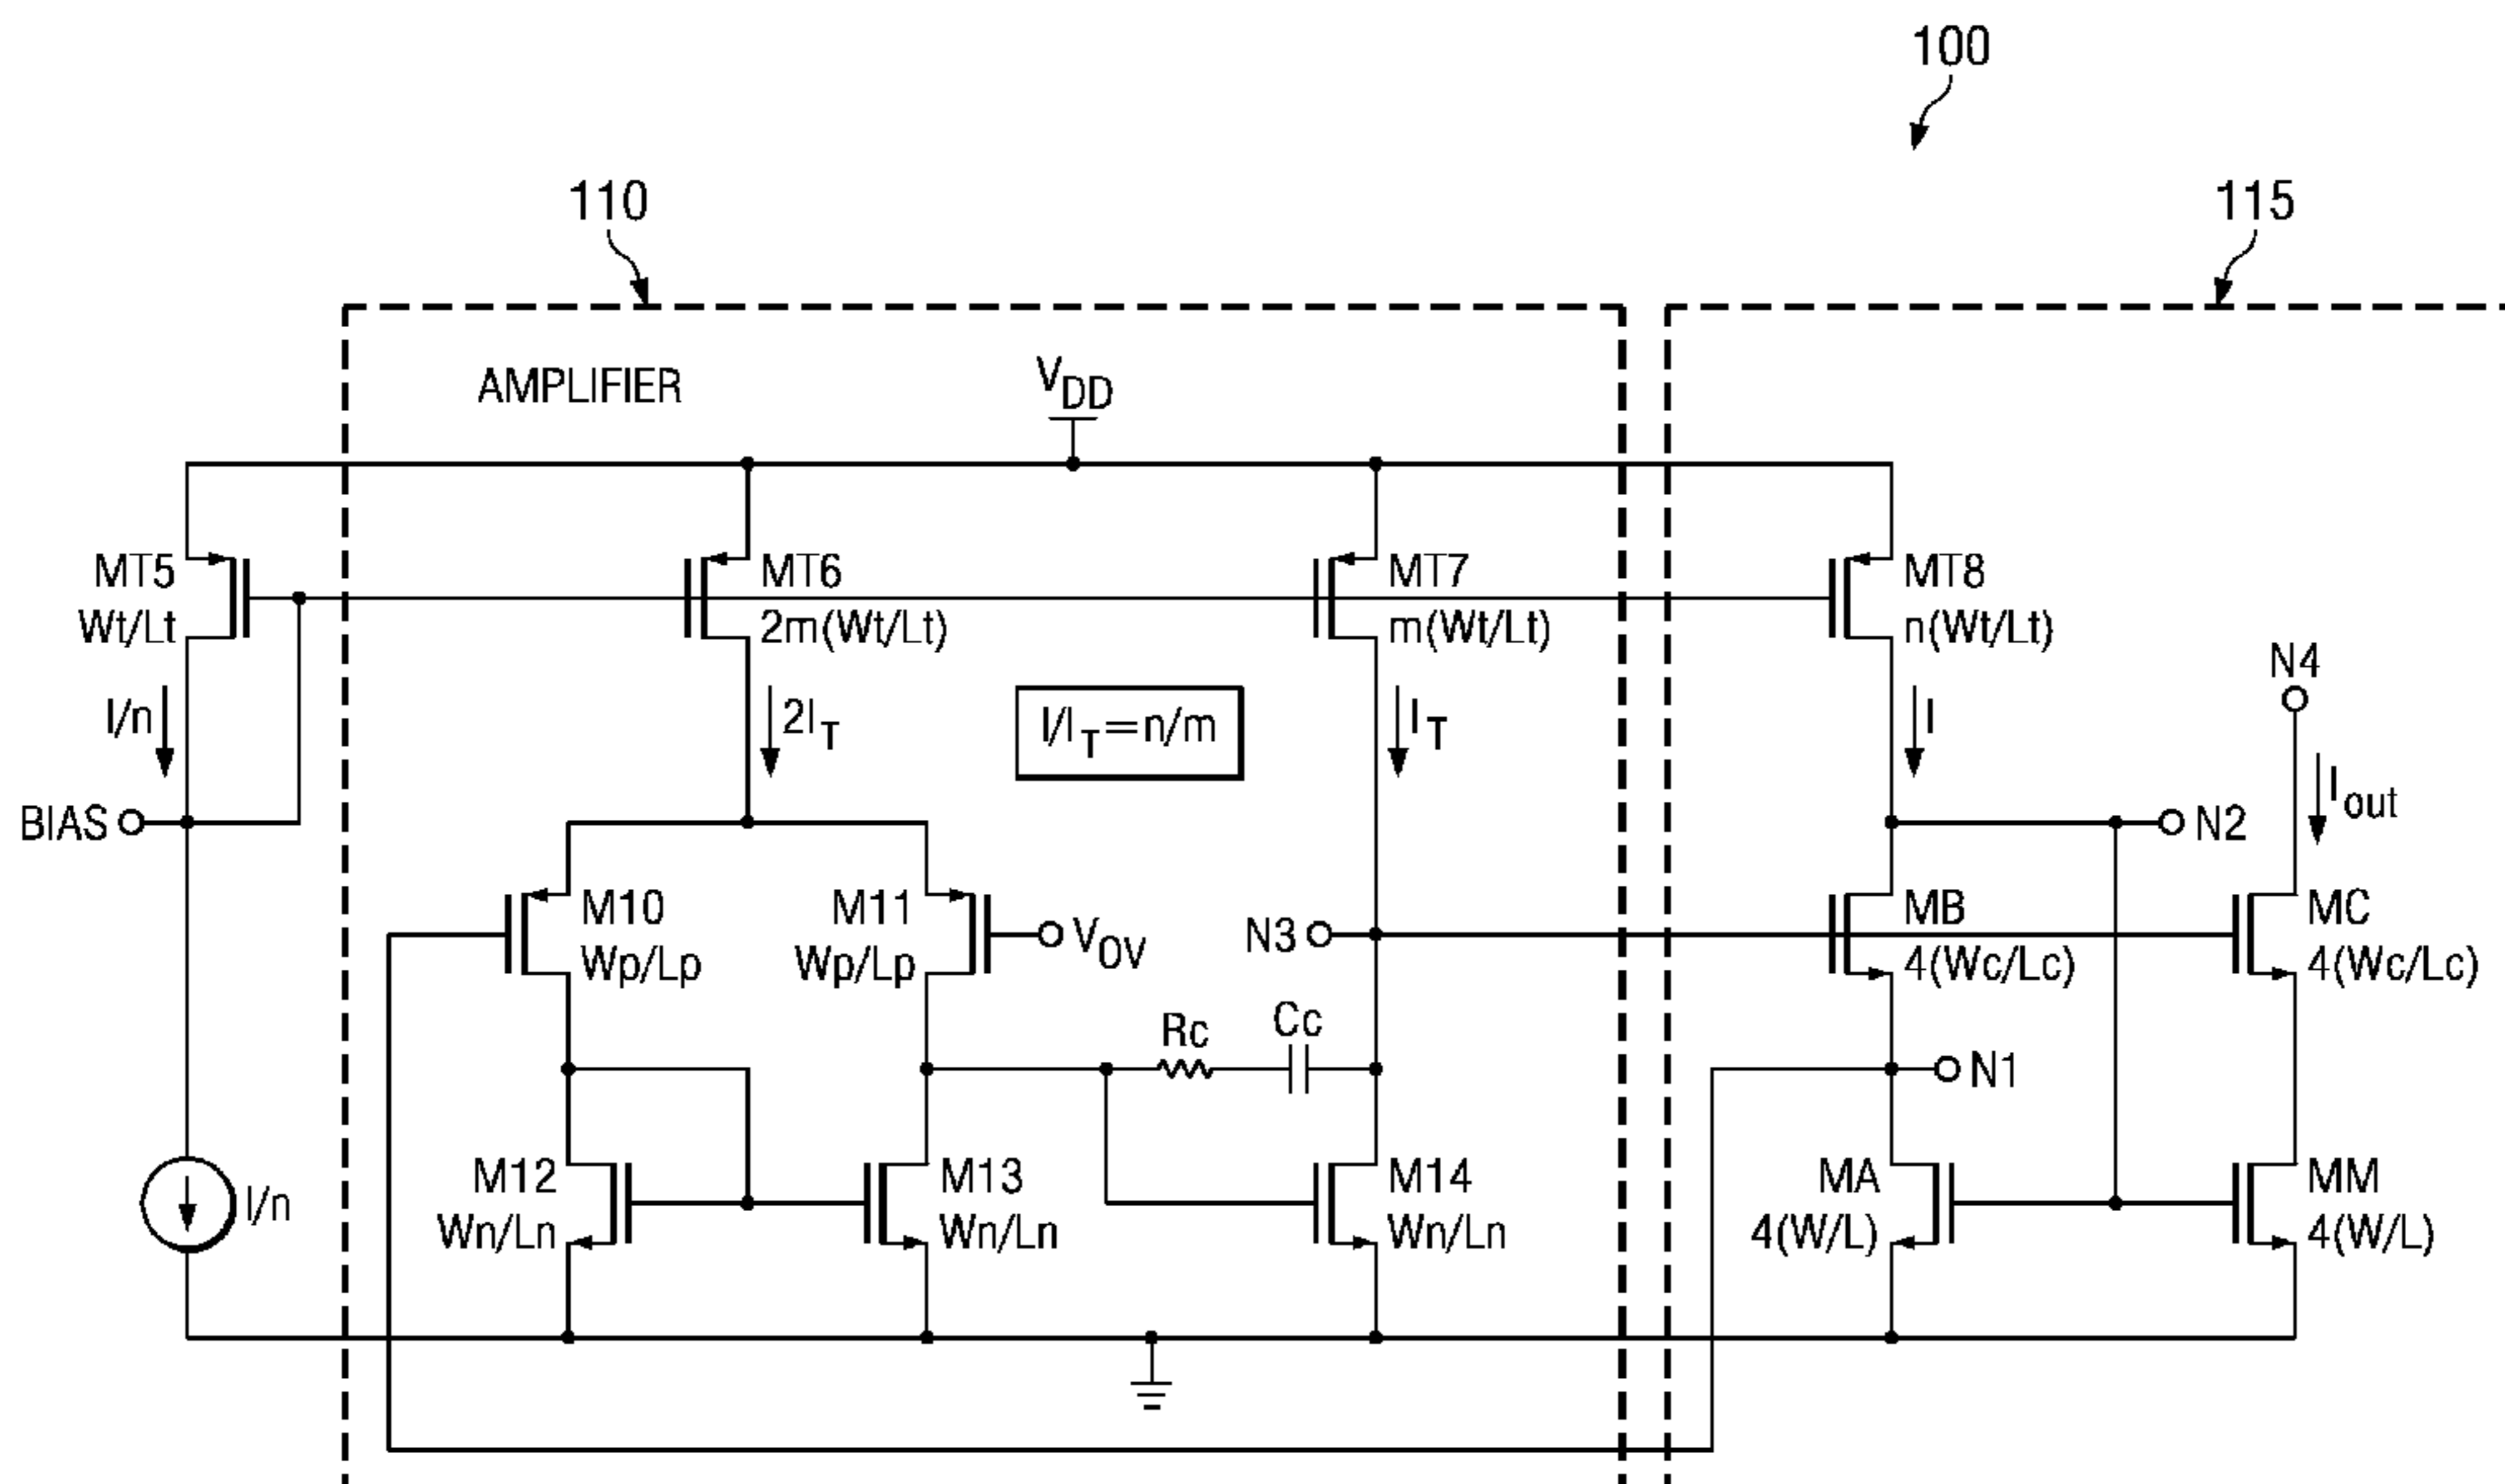 100
110
115
AMPLIFIER
VDD
MT5
Wt/Lt
MT6
2m(Wt/Lt)
MT7
m(Wt/Lt)
MT8
n(Wt/Lt)
N4
I/n
2IT
I/IT=n/m
IT
I
Iout
BIAS
N2
M10
Wp/Lp
M11
Wp/Lp
VOV
N3
MB
4(Wc/Lc)
MC
4(Wc/Lc)
Rc
Cc
N1
I/n
M12
Wn/Ln
M13
Wn/Ln
M14
Wn/Ln
MA
4(W/L)
MM
4(W/L)